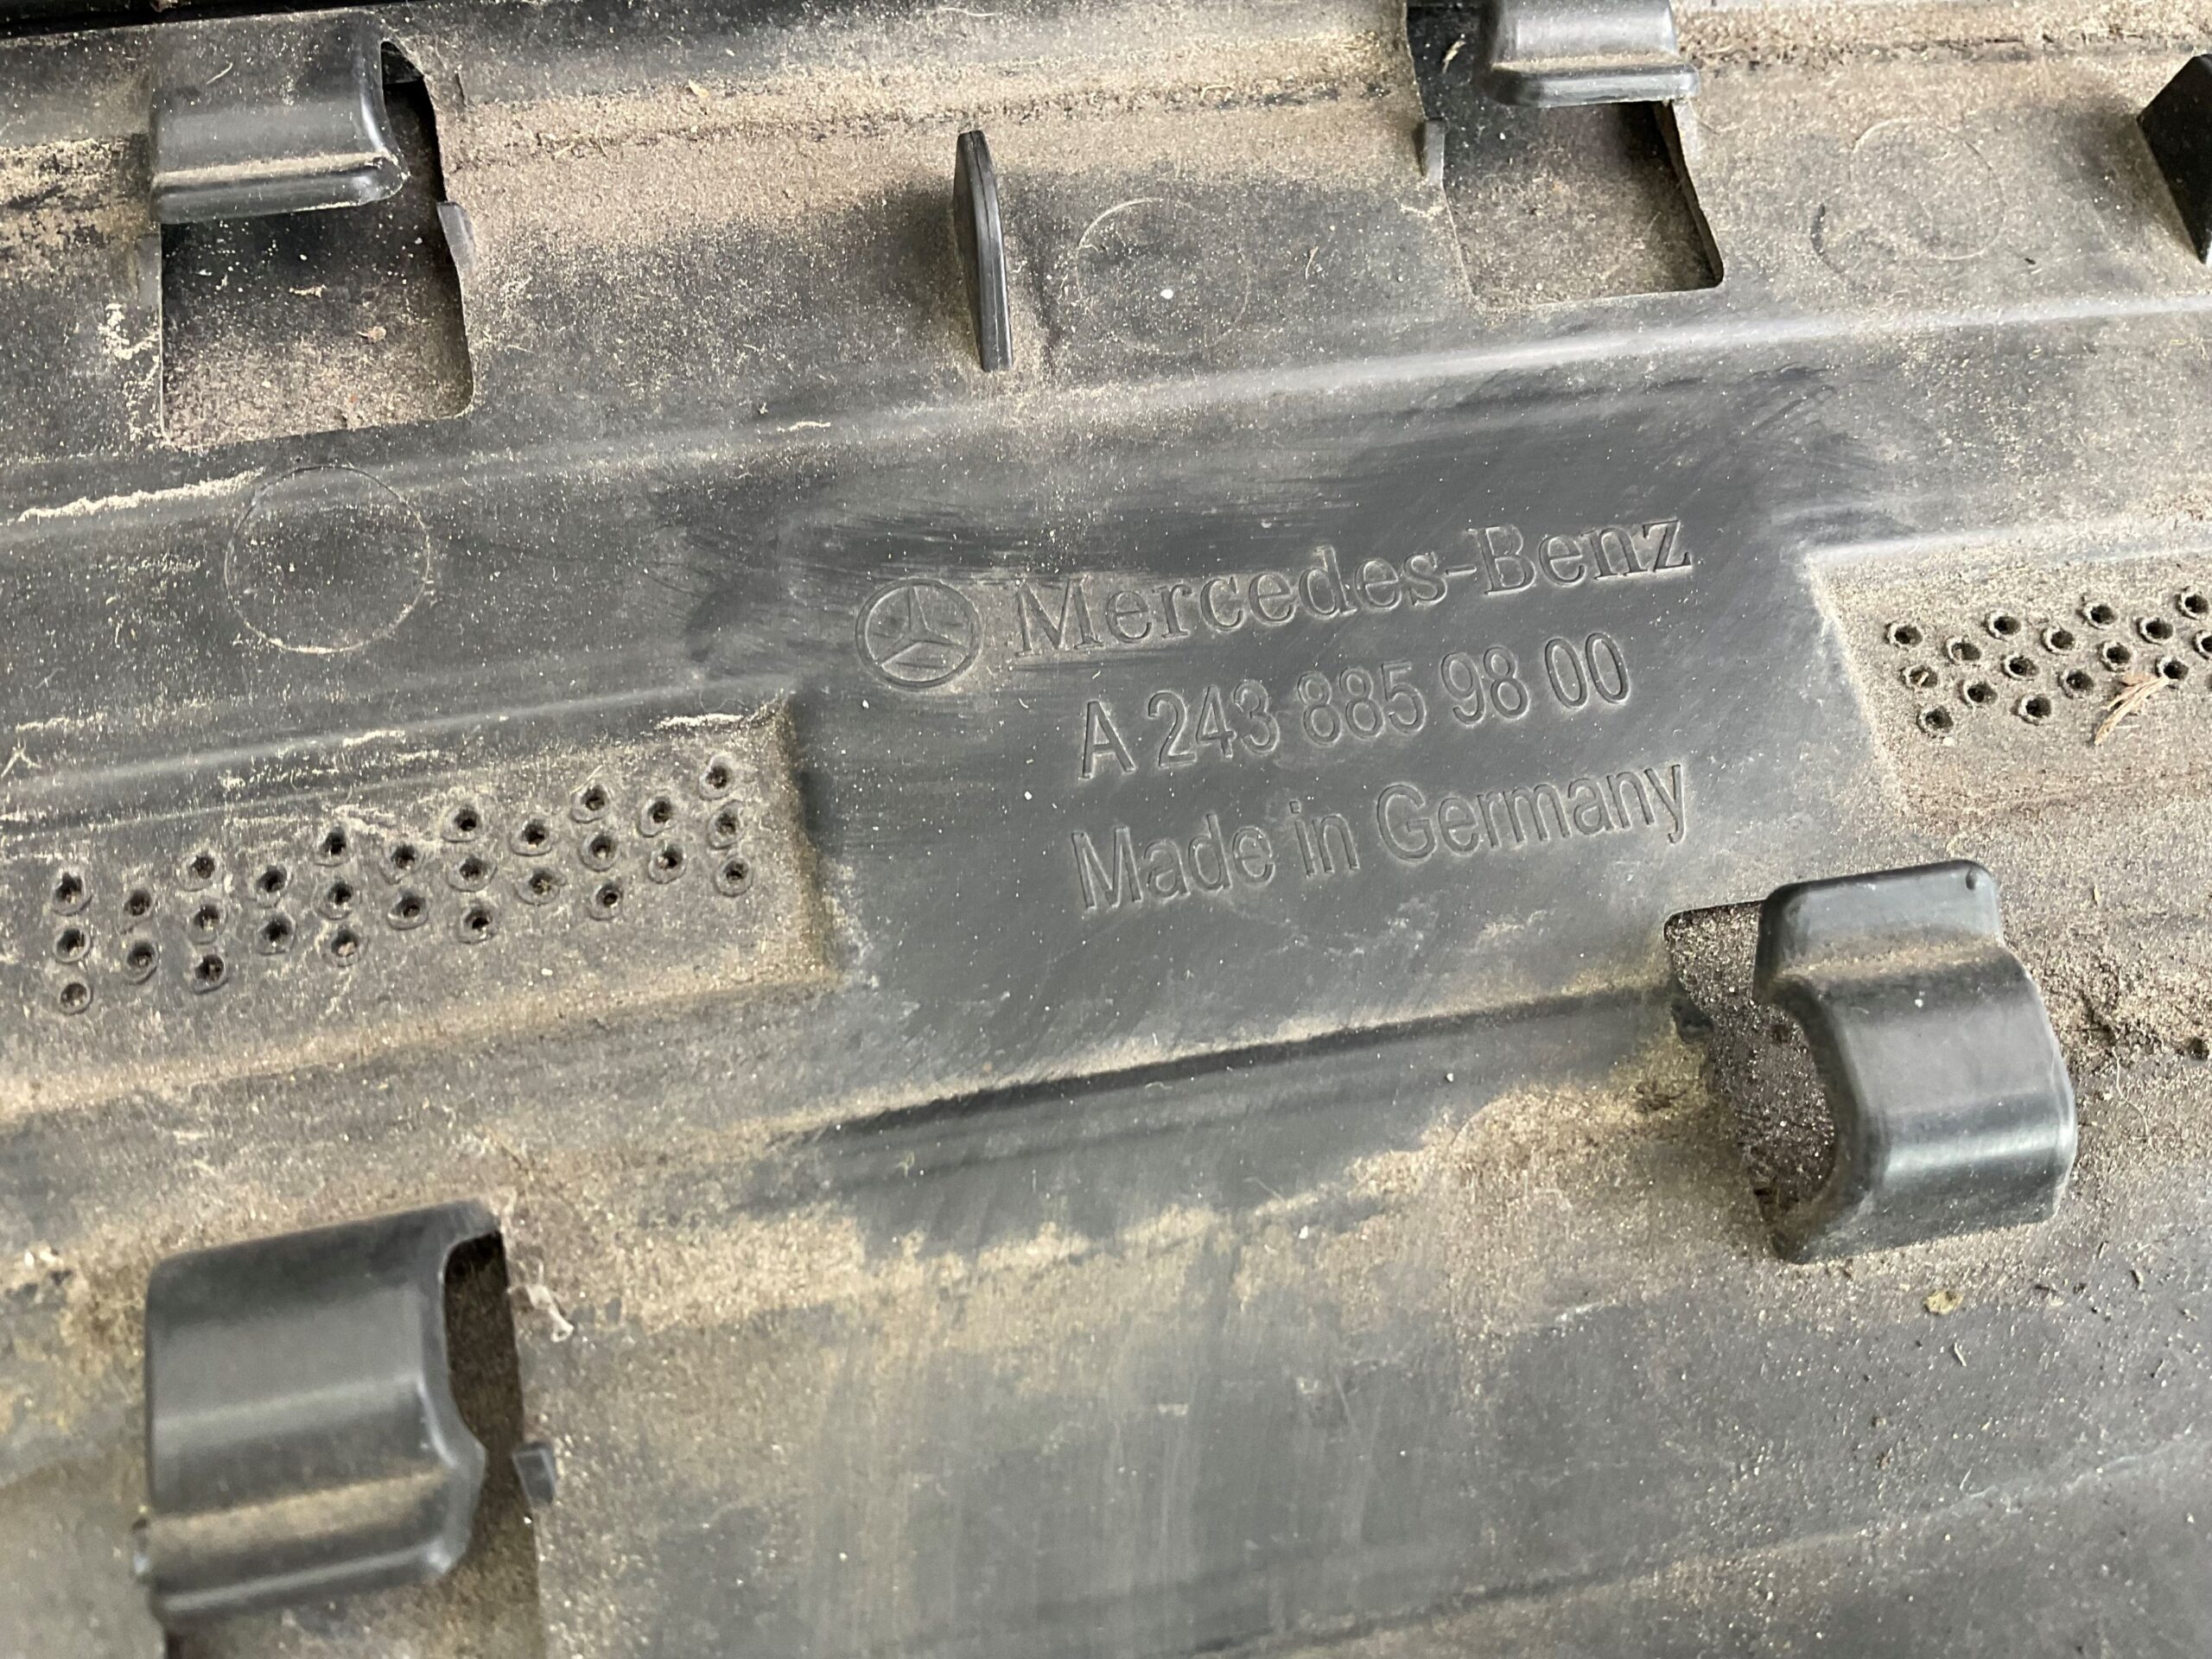 Mercedes-Benz
A 243 885 98 00
Made in Germany